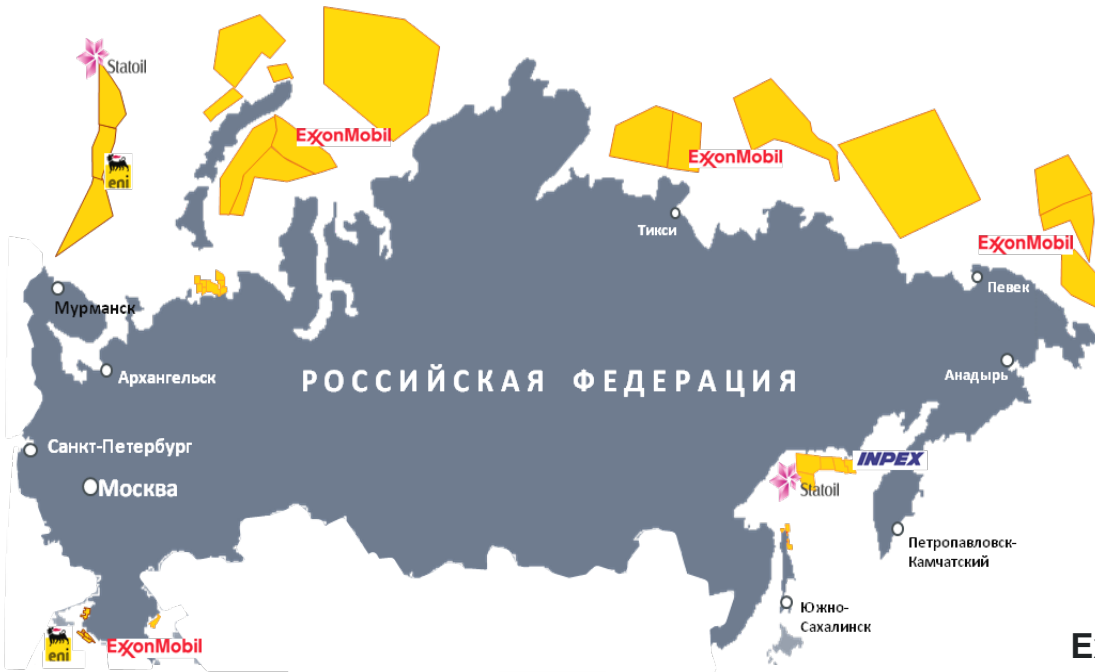 Statoil
ExxonMobil
eni
ExxonMobil
Тикси
ExxonMobil
Певек
Мурманск
Архангельск
РОССИЙСКАЯ ФЕДЕРАЦИЯ
Анадырь
Санкт-Петербург
INPEX
Москва
Statoil
Петропавловск-
Камчатский
Южно-
Сахалинск
eni
ExxonMobil